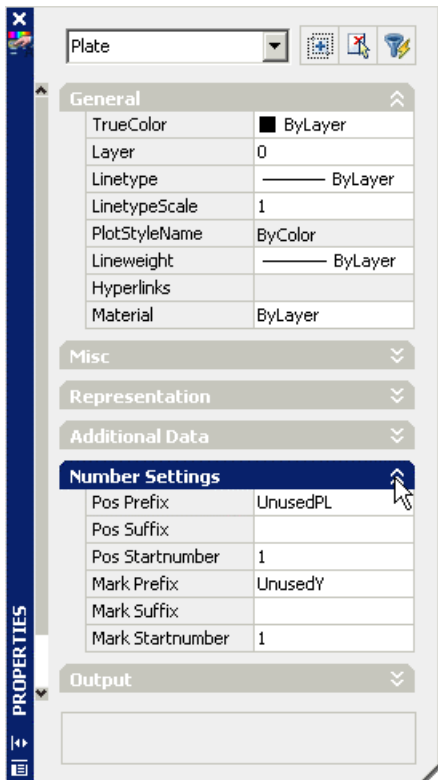 Plate
General
TrueColor ByLayer
Layer 0
Linetype ByLayer
LinetypeScale 1
PlotStyleName ByColor
Lineweight ByLayer
Hyperlinks
Material ByLayer
Misc
Representation
Additional Data
Number Settings
Pos Prefix UnusedPL
Pos Suffix
Pos Startnumber 1
Mark Prefix UnusedY
Mark Suffix
Mark Startnumber 1
Output
PROPERTIES